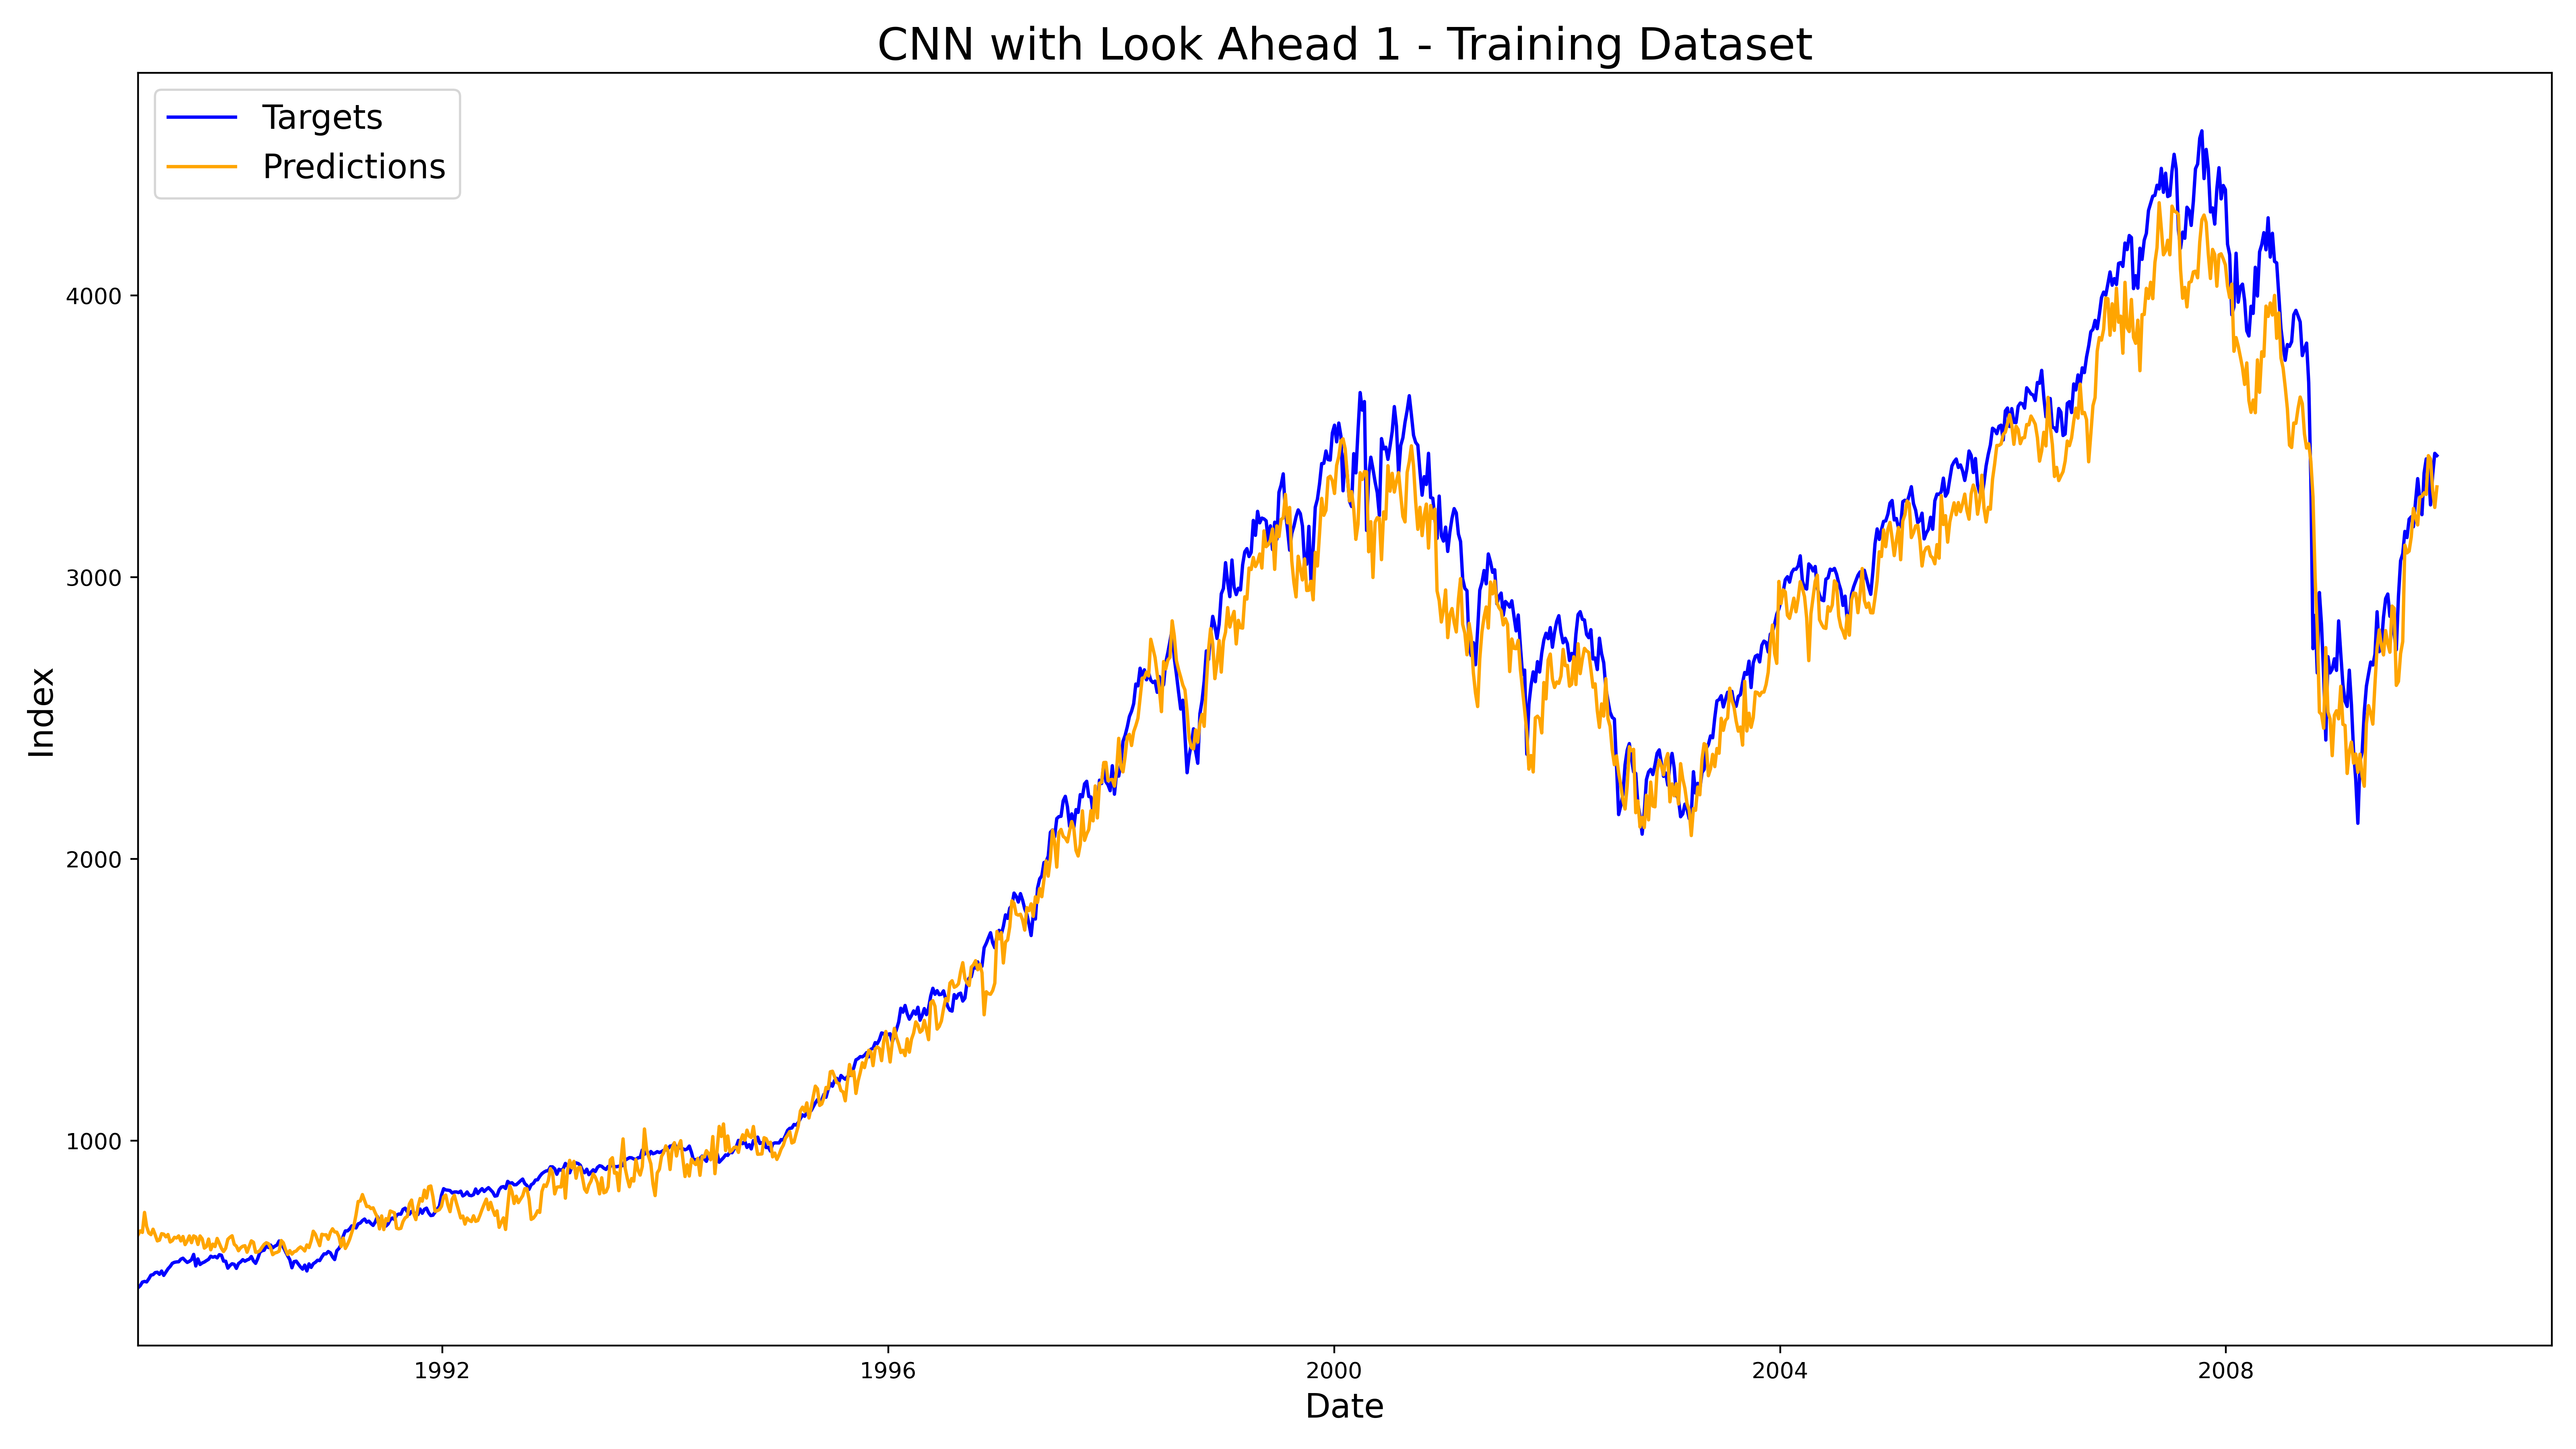 CNN with Look Ahead 1 - Training Dataset
Targets
Predictions
Index
4000
3000
2000
1000
1992
1996
2000
2004
2008
Date